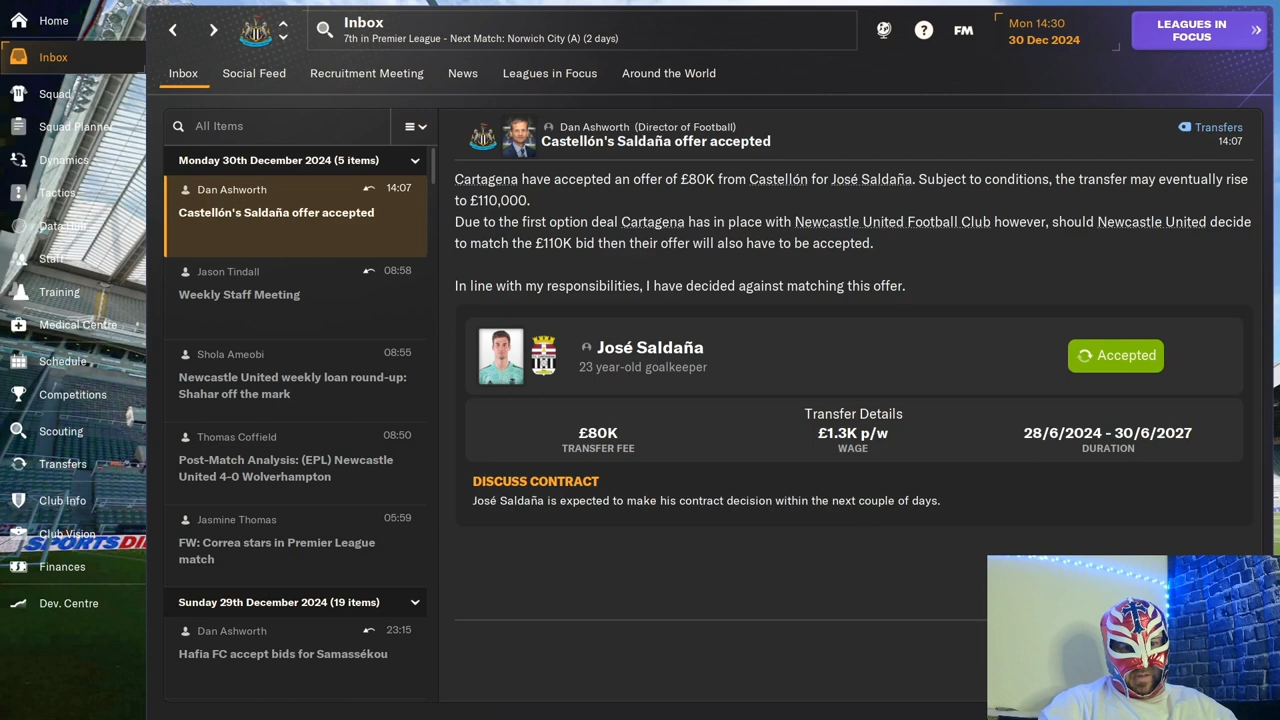 Home
Inbox
Squad
Squad Planner
Dynamics
Tactics
Data Hub
Staff
Training
Medical Centre
Schedule
Competitions
Scouting
Transfers
Club Info
Club Vision
SPORTS DI
Finances
Dev. Centre
Inbox
7th in Premier League - Next Match: Norwich City (A) (2 days)
?
FM
Mon 14:30
30 Dec 2024
LEAGUES IN
FOCUS
Inbox
Social Feed
Recruitment Meeting
News
Leagues in Focus
Around the World
All Items
Monday 30th December 2024 (5 items)
Dan Ashworth
14:07
Castellón's Saldaña offer accepted
Jason Tindall
08:58
Weekly Staff Meeting
Shola Ameobi
08:55
Newcastle United weekly loan round-up:
Shahar off the mark
Thomas Coffield
08:50
Post-Match Analysis: (EPL) Newcastle
United 4-0 Wolverhampton
Jasmine Thomas
05:59
FW: Correa stars in Premier League
match
Sunday 29th December 2024 (19 items)
Dan Ashworth
23:15
Hafia FC accept bids for Samassékou
Dan Ashworth (Director of Football)
Castellón's Saldaña offer accepted
Transfers
14:07
Cartagena have accepted an offer of £80K from Castellón for José Saldaña. Subject to conditions, the transfer may eventually rise
to £110,000.
Due to the first option deal Cartagena has in place with Newcastle United Football Club however, should Newcastle United decide
to match the £110K bid then their offer will also have to be accepted.
In line with my responsibilities, I have decided against matching this offer.
José Saldaña
23 year-old goalkeeper
Accepted
Transfer Details
£80K
TRANSFER FEE
£1.3K p/w
WAGE
28/6/2024 - 30/6/2027
DURATION
DISCUSS CONTRACT
José Saldaña is expected to make his contract decision within the next couple of days.